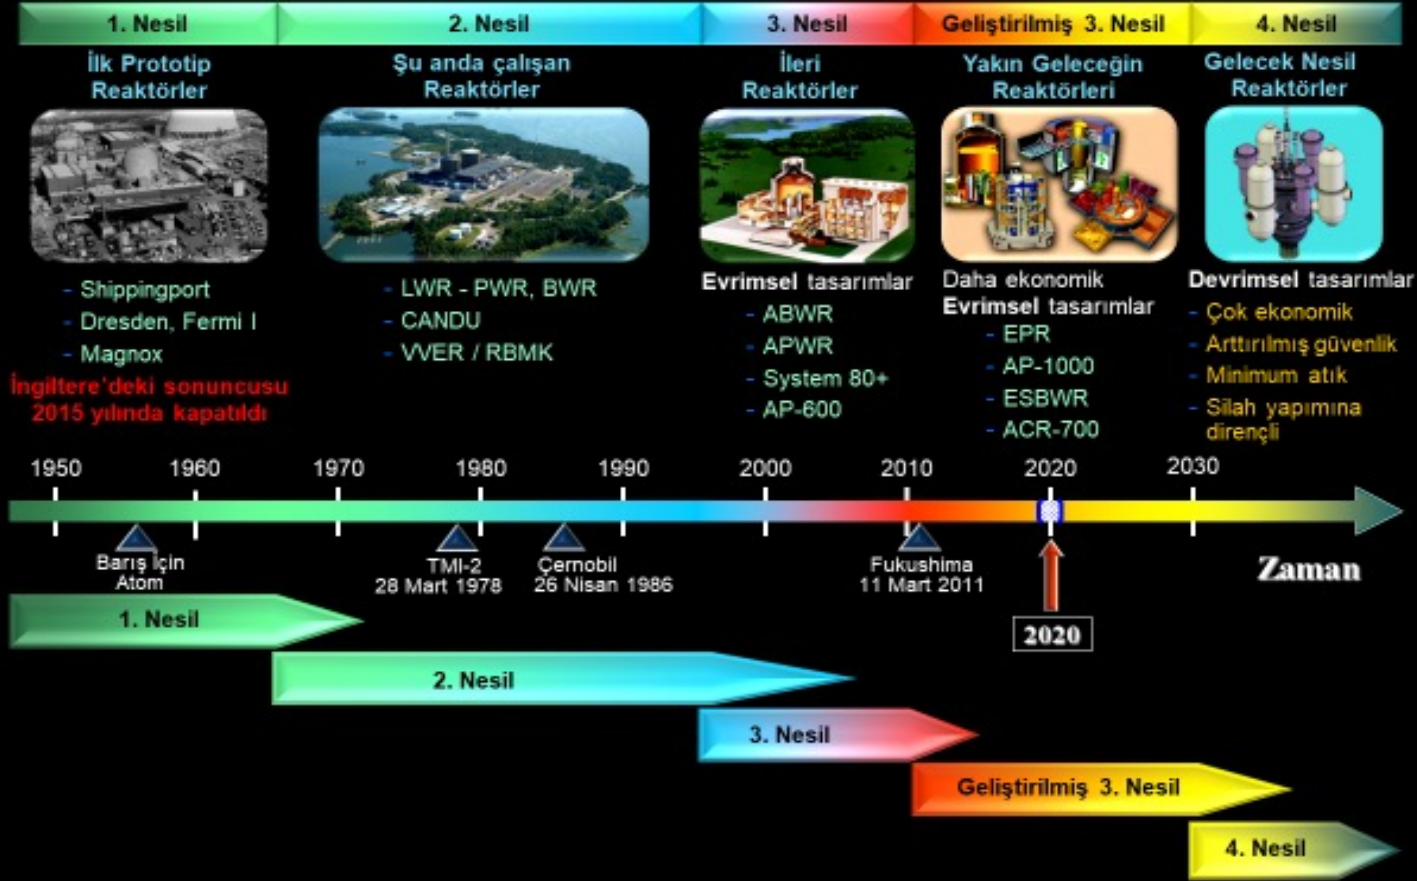 1. Nesil
2. Nesil
3. Nesil
Geliştirilmiş 3. Nesil
4. Nesil
İlk Prototip
Reaktörler
Şu anda çalışan
Reaktörler
İleri
Reaktörler
Yakın Geleceğin
Reaktörleri
Gelecek Nesil
Reaktörler
- Shippingport
- Dresden, Fermi I
- Magnox
İngiltere'deki sonuncusu
2015 yılında kapatıldı
- LWR - PWR, BWR
- CANDU
- VVER / RBMK
Evrimsel tasarımlar
- ABWR
- APWR
- System 80+
- AP-600
Daha ekonomik
Evrimsel tasarımlar
- EPR
- AP-1000
- ESBWR
- ACR-700
Devrimsel tasarımlar
- Çok ekonomik
- Arttırılmış güvenlik
- Minimum atık
- Silah yapımına
dirençli
1950
1960
1970
1980
1990
2000
2010
2020
2030
Barış İçin
Atom
TMI-2
28 Mart 1978
Çernobil
26 Nisan 1986
Fukushima
11 Mart 2011
2020
Zaman
1. Nesil
2. Nesil
3. Nesil
Geliştirilmiş 3. Nesil
4. Nesil